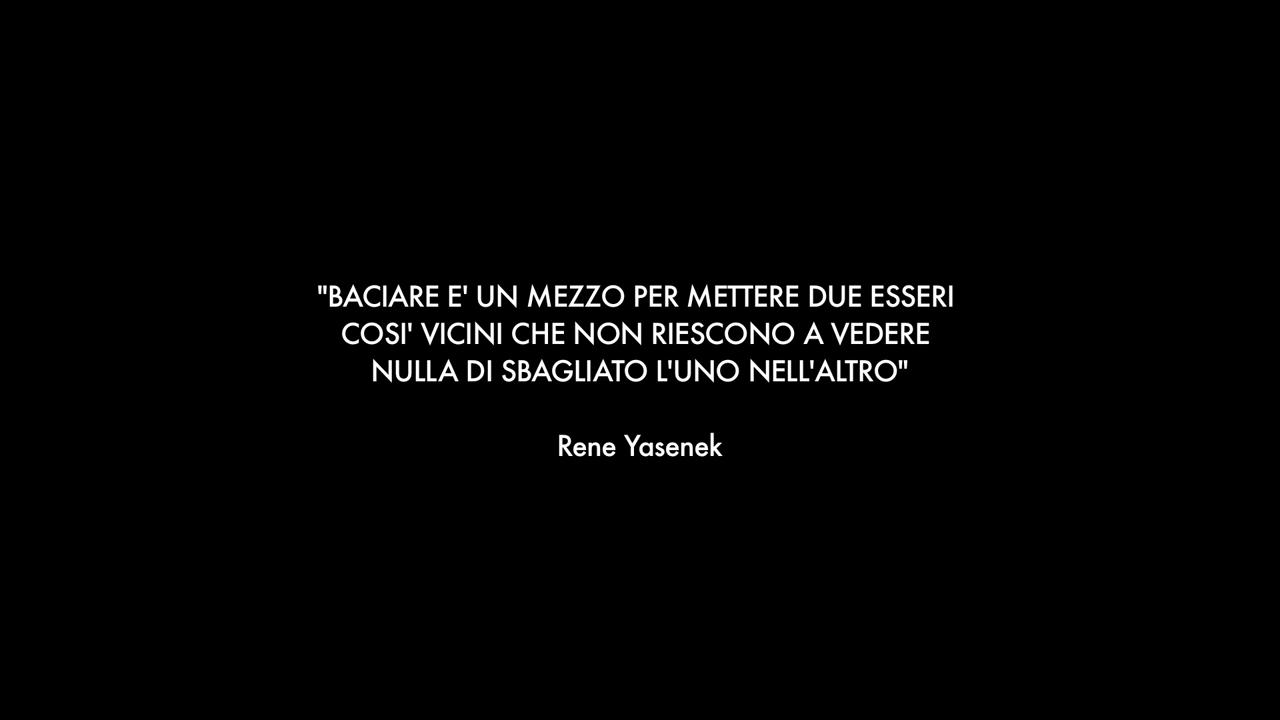 "BACIARE E' UN MEZZO PER METTERE DUE ESSERI
COSI' VICINI CHE NON RIESCONO A VEDERE
NULLA DI SBAGLIATO L'UNO NELL'ALTRO"
Rene Yasenek